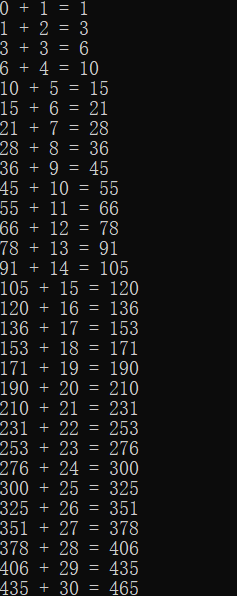 0 + 1 = 1
1 + 2 = 3
3 + 3 = 6
6 + 4 = 10
10 + 5 = 15
15 + 6 = 21
21 + 7 = 28
28 + 8 = 36
36 + 9 = 45
45 + 10 = 55
55 + 11 = 66
66 + 12 = 78
78 + 13 = 91
91 + 14 = 105
105 + 15 = 120
120 + 16 = 136
136 + 17 = 153
153 + 18 = 171
171 + 19 = 190
190 + 20 = 210
210 + 21 = 231
231 + 22 = 253
253 + 23 = 276
276 + 24 = 300
300 + 25 = 325
325 + 26 = 351
351 + 27 = 378
378 + 28 = 406
406 + 29 = 435
435 + 30 = 465